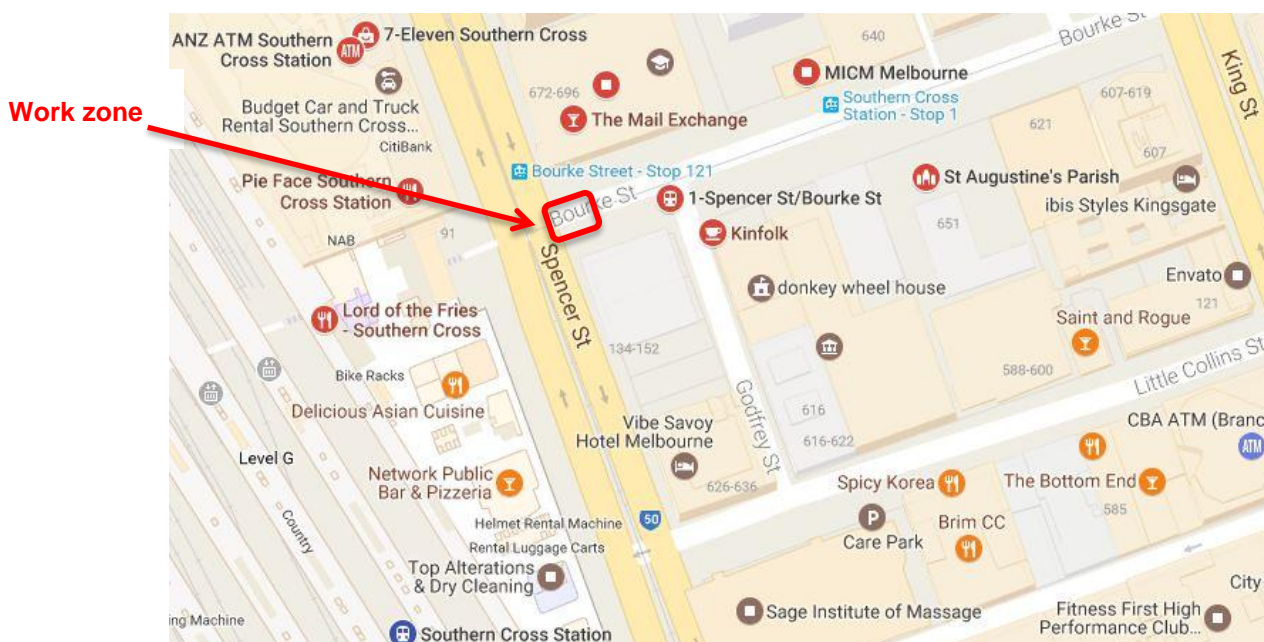 ANZ ATM Southern
Cross Station
ATM
7-Eleven Southern Cross
640
Bourke St
King St
MICM Melbourne
Southern Cross
Station - Stop 1
607-619
672-696
The Mail Exchange
Work zone
Budget Car and Truck
Rental Southern Cross...
CitiBank
621
607
Bourke Street - Stop 121
St Augustine's Parish
Pie Face Southern
Cross Station
Bourke St
1-Spencer St/Bourke St
ibis Styles Kingsgate
NAB
91
Kinfolk
651
Spencer St
donkey wheel house
Envato
121
Lord of the Fries
- Southern Cross
Saint and Rogue
134-152
588-600
Little Collins St
Bike Racks
Delicious Asian Cuisine
Godfrey St
616
616-622
Vibe Savoy
Hotel Melbourne
CBA ATM (Branc
ATM
Level G
Network Public
Bar & Pizzeria
626-636
Spicy Korea
The Bottom End
585
Country
Helmet Rental Machine
50
P
Care Park
Brim CC
Rental Luggage Carts
Top Alterations
& Dry Cleaning
City
ing Machine
Southern Cross Station
Sage Institute of Massage
Fitness First High
Performance Club...